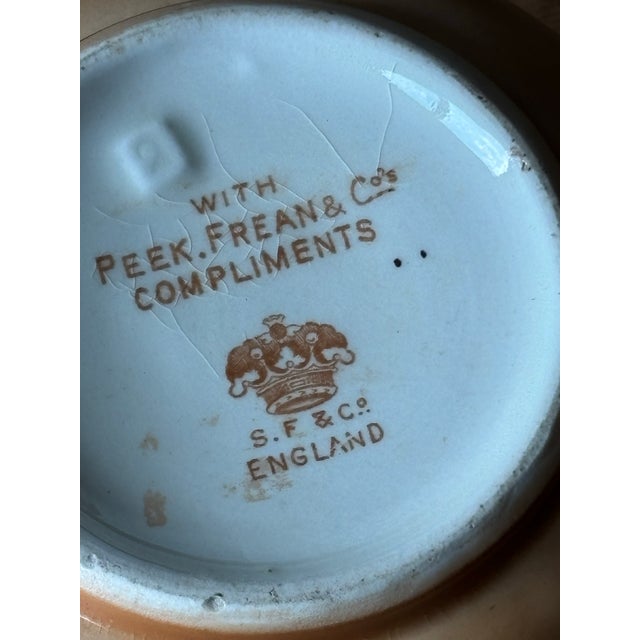 WITH
PEEK. FREAN & Co's
COMPLIMENTS
S. F & Co.
ENGLAND